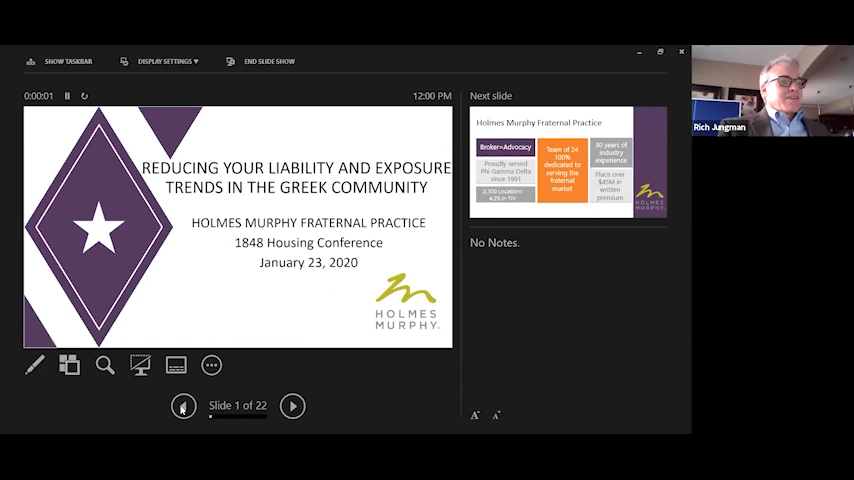 SHOW TASKBAR
DISPLAY SETTINGS ▼
END SLIDE SHOW
0:00:01
12:00 PM
REDUCING YOUR LIABILITY AND EXPOSURE
TRENDS IN THE GREEK COMMUNITY
HOLMES MURPHY FRATERNAL PRACTICE
1848 Housing Conference
January 23, 2020
HOLMES
MURPHY.
Slide 1 of 22
Next slide
Holmes Murphy Fraternal Practice
Broker=Advocacy
Proudly served
Phi Gamma Delta
since 1991
2,300 Locations
4.2B in TIV
Team of 24
100%
dedicated to
serving the
fraternal
market
30 years of
industry
experience
Place over
$45M in
written
premium
HOLMES
MURPHY.
No Notes.
A
A
Rich Jungman